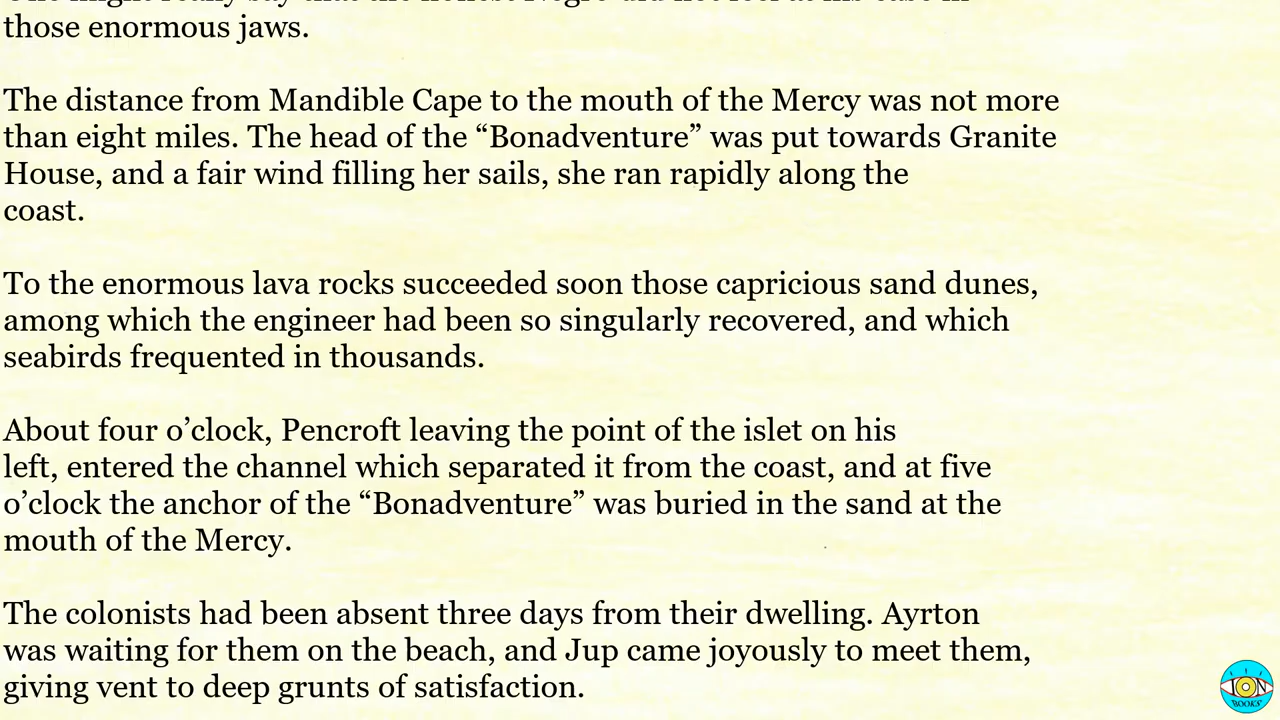 those enormous jaws.
The distance from Mandible Cape to the mouth of the Mercy was not more
than eight miles. The head of the “Bonadventure” was put towards Granite
House, and a fair wind filling her sails, she ran rapidly along the
coast.
To the enormous lava rocks succeeded soon those capricious sand dunes,
among which the engineer had been so singularly recovered, and which
seabirds frequented in thousands.
About four o’clock, Pencroft leaving the point of the islet on his
left, entered the channel which separated it from the coast, and at five
o’clock the anchor of the “Bonadventure” was buried in the sand at the
mouth of the Mercy.
The colonists had been absent three days from their dwelling. Ayrton
was waiting for them on the beach, and Jup came joyously to meet them,
giving vent to deep grunts of satisfaction.
ION
BOOKS